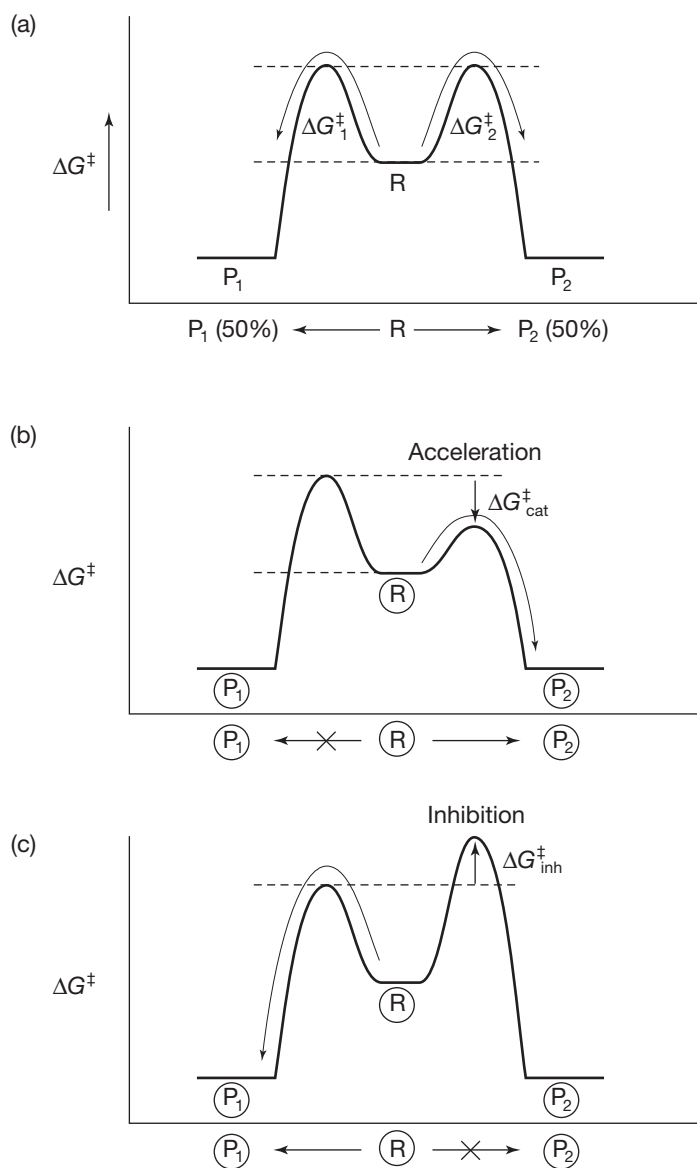 (a)
ΔG‡1
ΔG‡2
ΔG‡
R
P1
P2
P1 (50%) R P2 (50%)
(b)
Acceleration
ΔG‡cat
ΔG‡
R
P1
P2
P1 R P2
(c)
Inhibition
ΔG‡inh
ΔG‡
R
P1
P2
P1 R P2